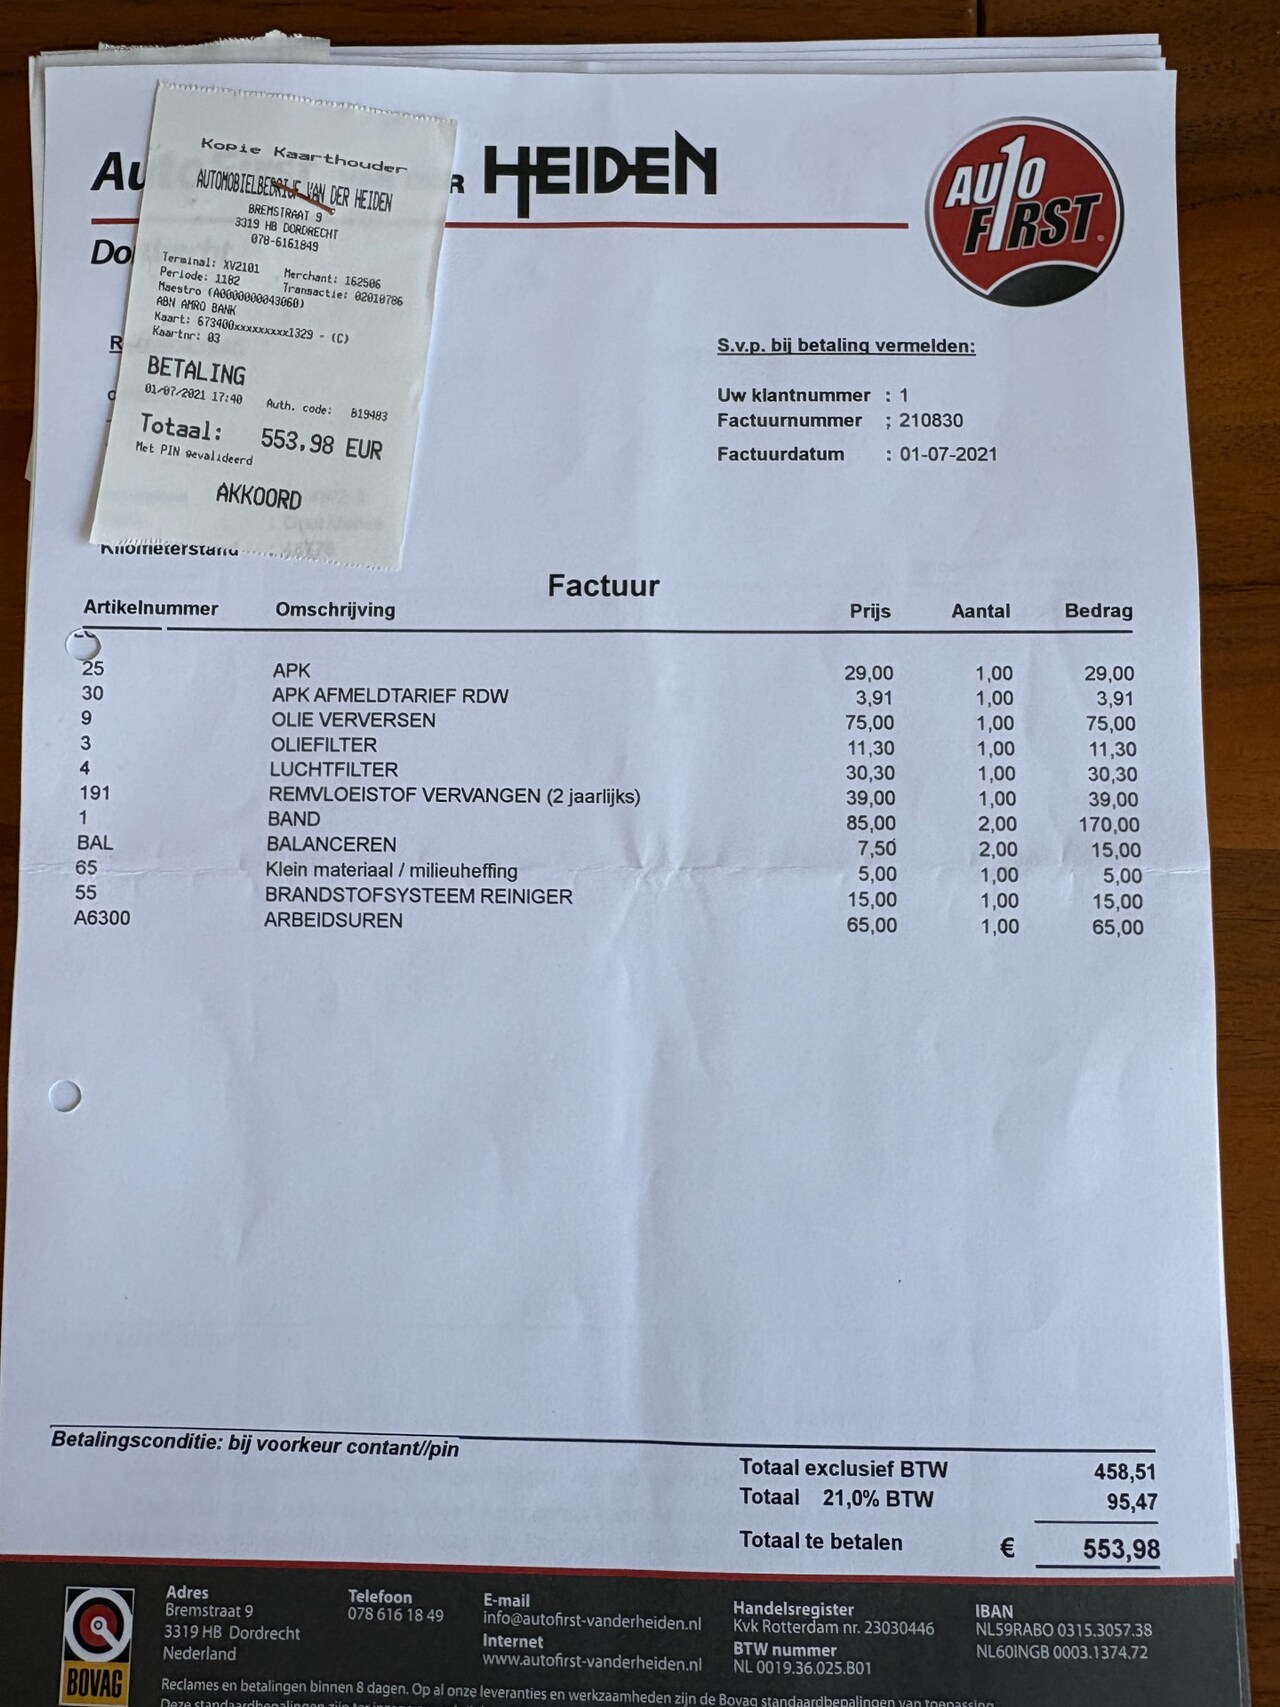 Kopie Kaarthouder
AUTOMOBIELBEDRIJF VAN DER HEIDEN
BREMSTRAAT 9
3319 HB DORDRECHT
078-6161849
Terminal: XV2101 Merchant: 162506
Periode: 1182 Transactie: 02010786
Maestro (A0000000043060)
ABN AMRO BANK
Kaart: 673400xxxxxxxxx1329 - (C)
Kaartnr: 03
BETALING
01/07/2021 17:40 Auth. code: B19483
Totaal: 553,98 EUR
Met PIN gevalideerd
AKKOORD
HEIDEN
AUTO
FIRST.
S.v.p. bij betaling vermelden:
Uw klantnummer : 1
Factuurnummer ; 210830
Factuurdatum : 01-07-2021
Kilometerstand
Factuur
Artikelnummer Omschrijving Prijs Aantal Bedrag
25 APK 29,00 1,00 29,00
30 APK AFMELDTARIEF RDW 3,91 1,00 3,91
9 OLIE VERVERSEN 75,00 1,00 75,00
3 OLIEFILTER 11,30 1,00 11,30
4 LUCHTFILTER 30,30 1,00 30,30
191 REMVLOEISTOF VERVANGEN (2 jaarlijks) 39,00 1,00 39,00
1 BAND 85,00 2,00 170,00
BAL BALANCEREN 7,50 2,00 15,00
65 Klein materiaal / milieuheffing 5,00 1,00 5,00
55 BRANDSTOFSYSTEEM REINIGER 15,00 1,00 15,00
A6300 ARBEIDSUREN 65,00 1,00 65,00
Betalingsconditie: bij voorkeur contant//pin
Totaal exclusief BTW 458,51
Totaal 21,0% BTW 95,47
Totaal te betalen € 553,98
BOVAG
Adres
Bremstraat 9
3319 HB Dordrecht
Nederland
Telefoon
078 616 18 49
E-mail
info@autofirst-vanderheiden.nl
Internet
www.autofirst-vanderheiden.nl
Handelsregister
Kvk Rotterdam nr. 23030446
BTW nummer
NL 0019.36.025.B01
IBAN
NL59RABO 0315.3057.38
NL60INGB 0003.1374.72
Reclames en betalingen binnen 8 dagen. Op al onze leveranties en werkzaamheden zijn de Bovag standaardbepalingen van toepassing